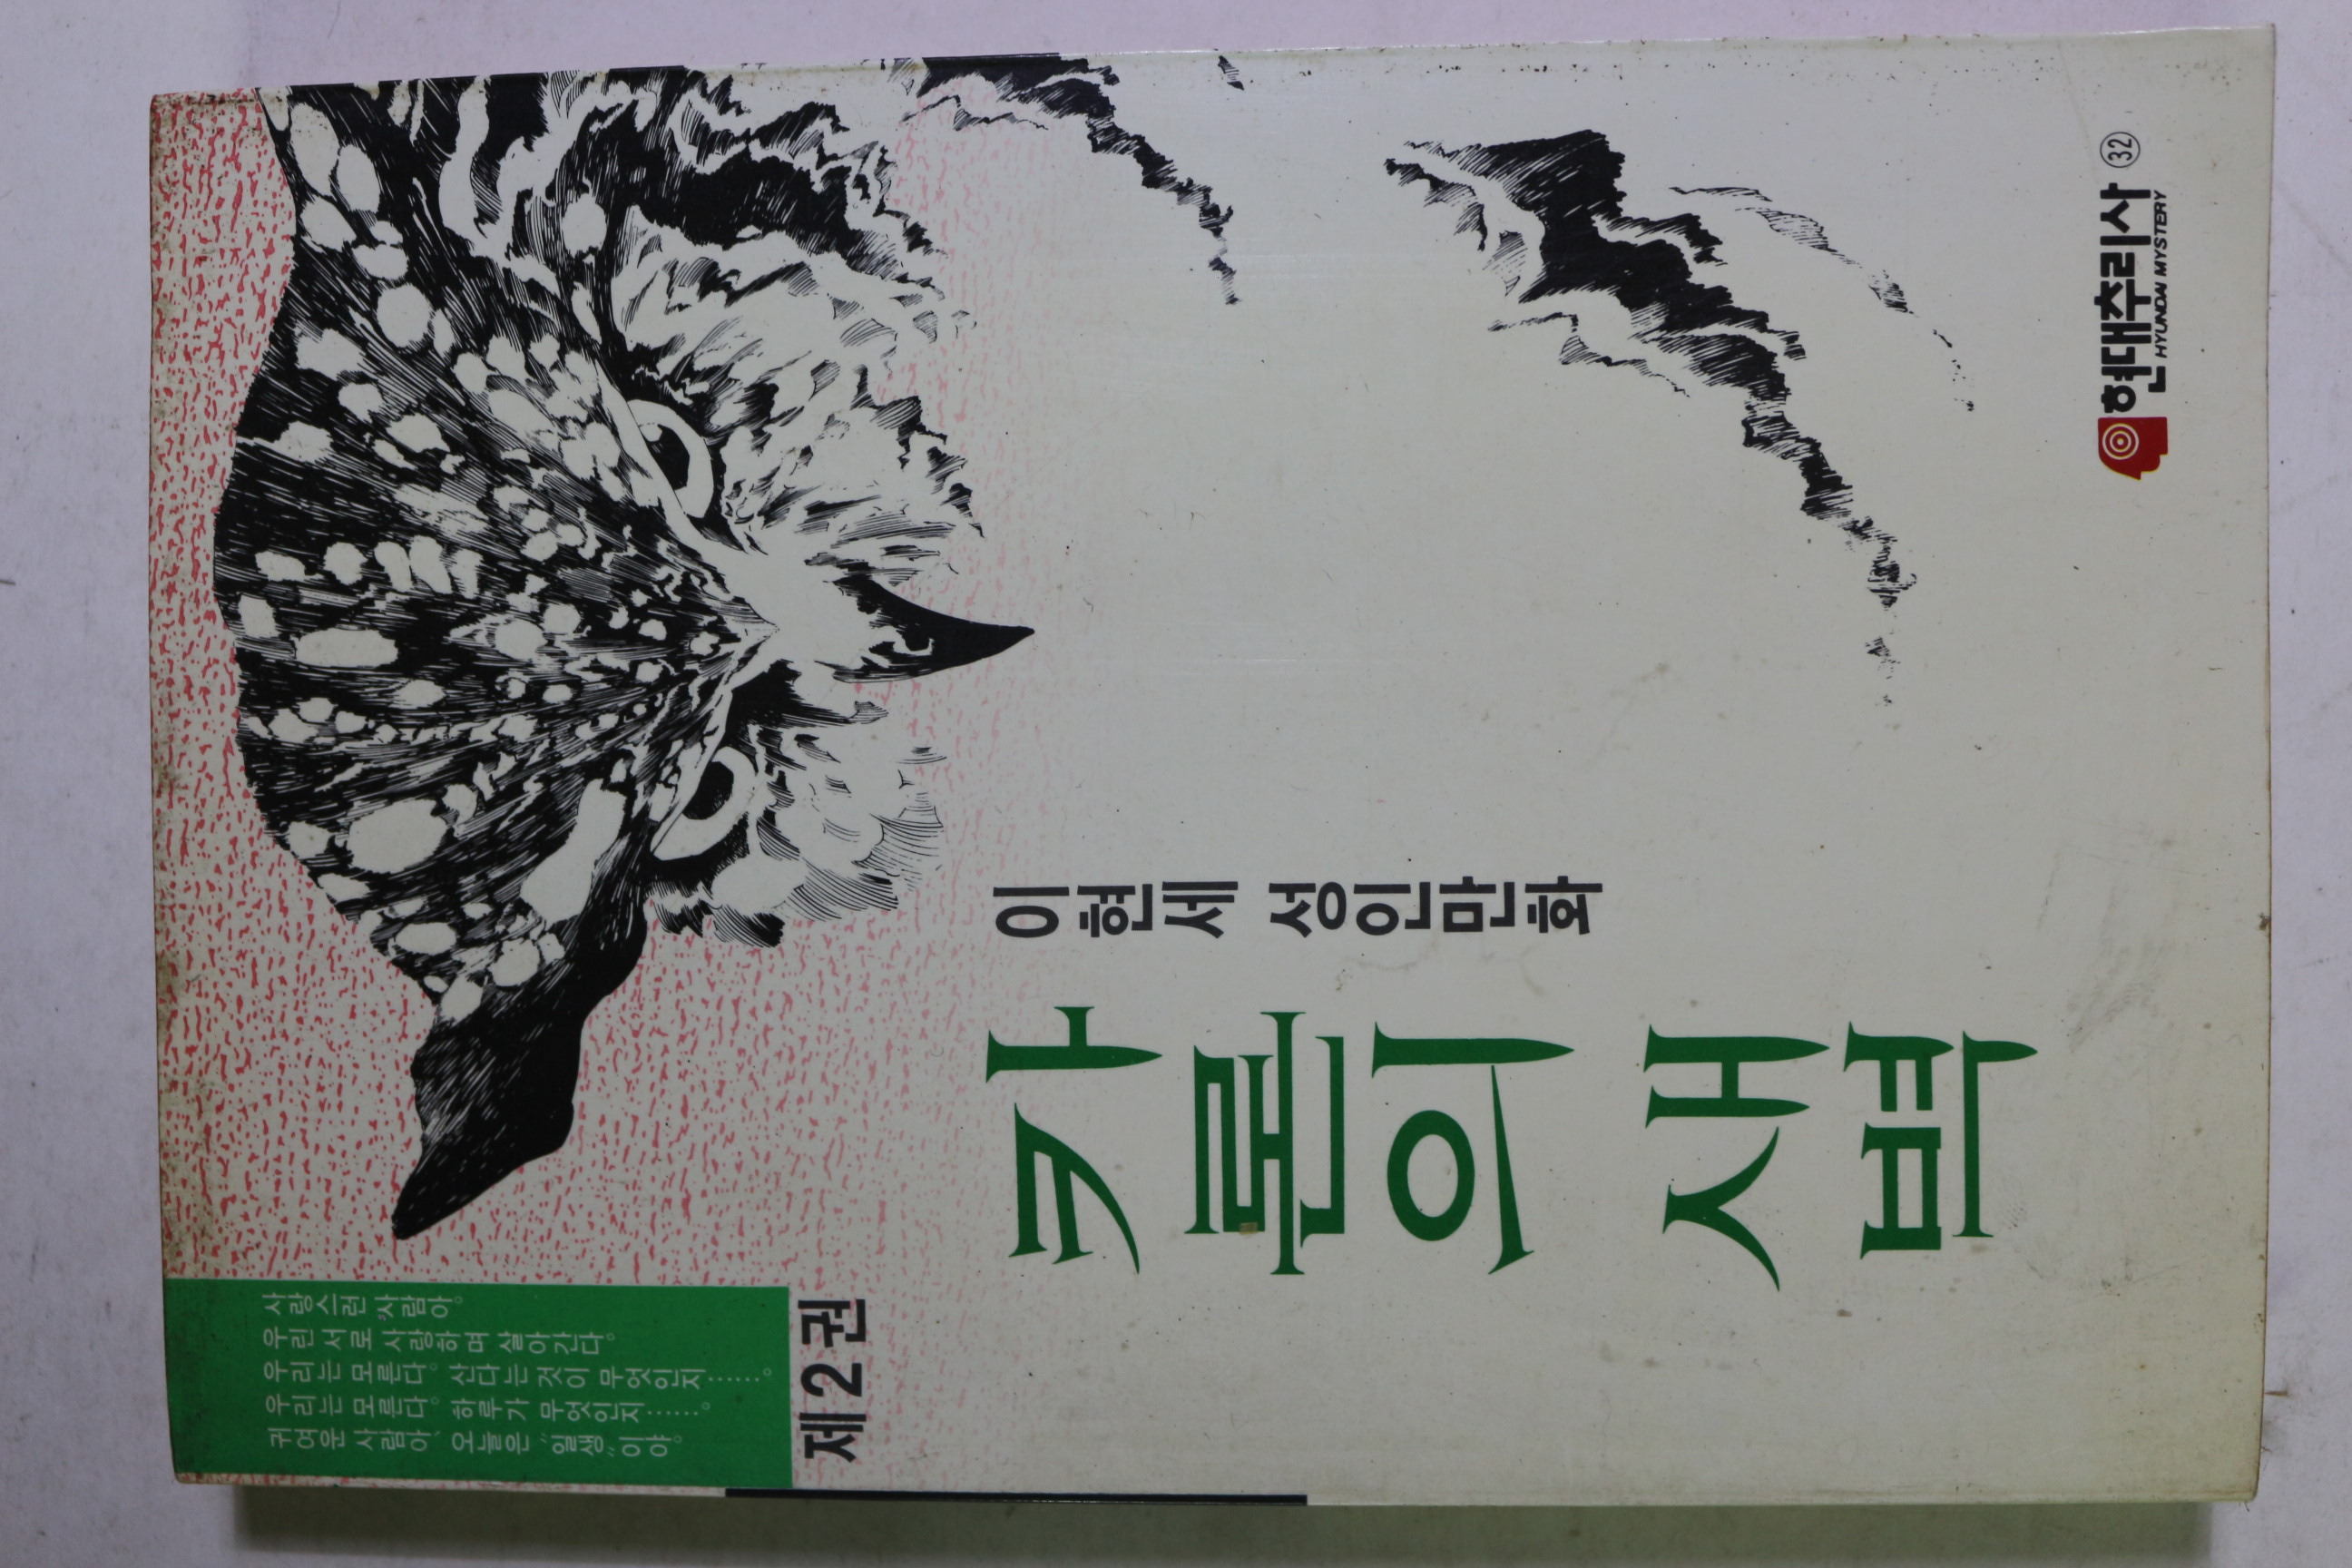 사랑스런 사람아。
우린 서로 사랑하며 살아간다。
우리는 모른다。 산다는 것이 무엇인지……。
우리는 모른다。 하루가 무엇인지……。
귀여운 사람아、 오늘은 “일생”이야。
제2권
이현세 성인만화
카론의 새벽
현대추리사 ㉜
HYUNDAI MYSTERY